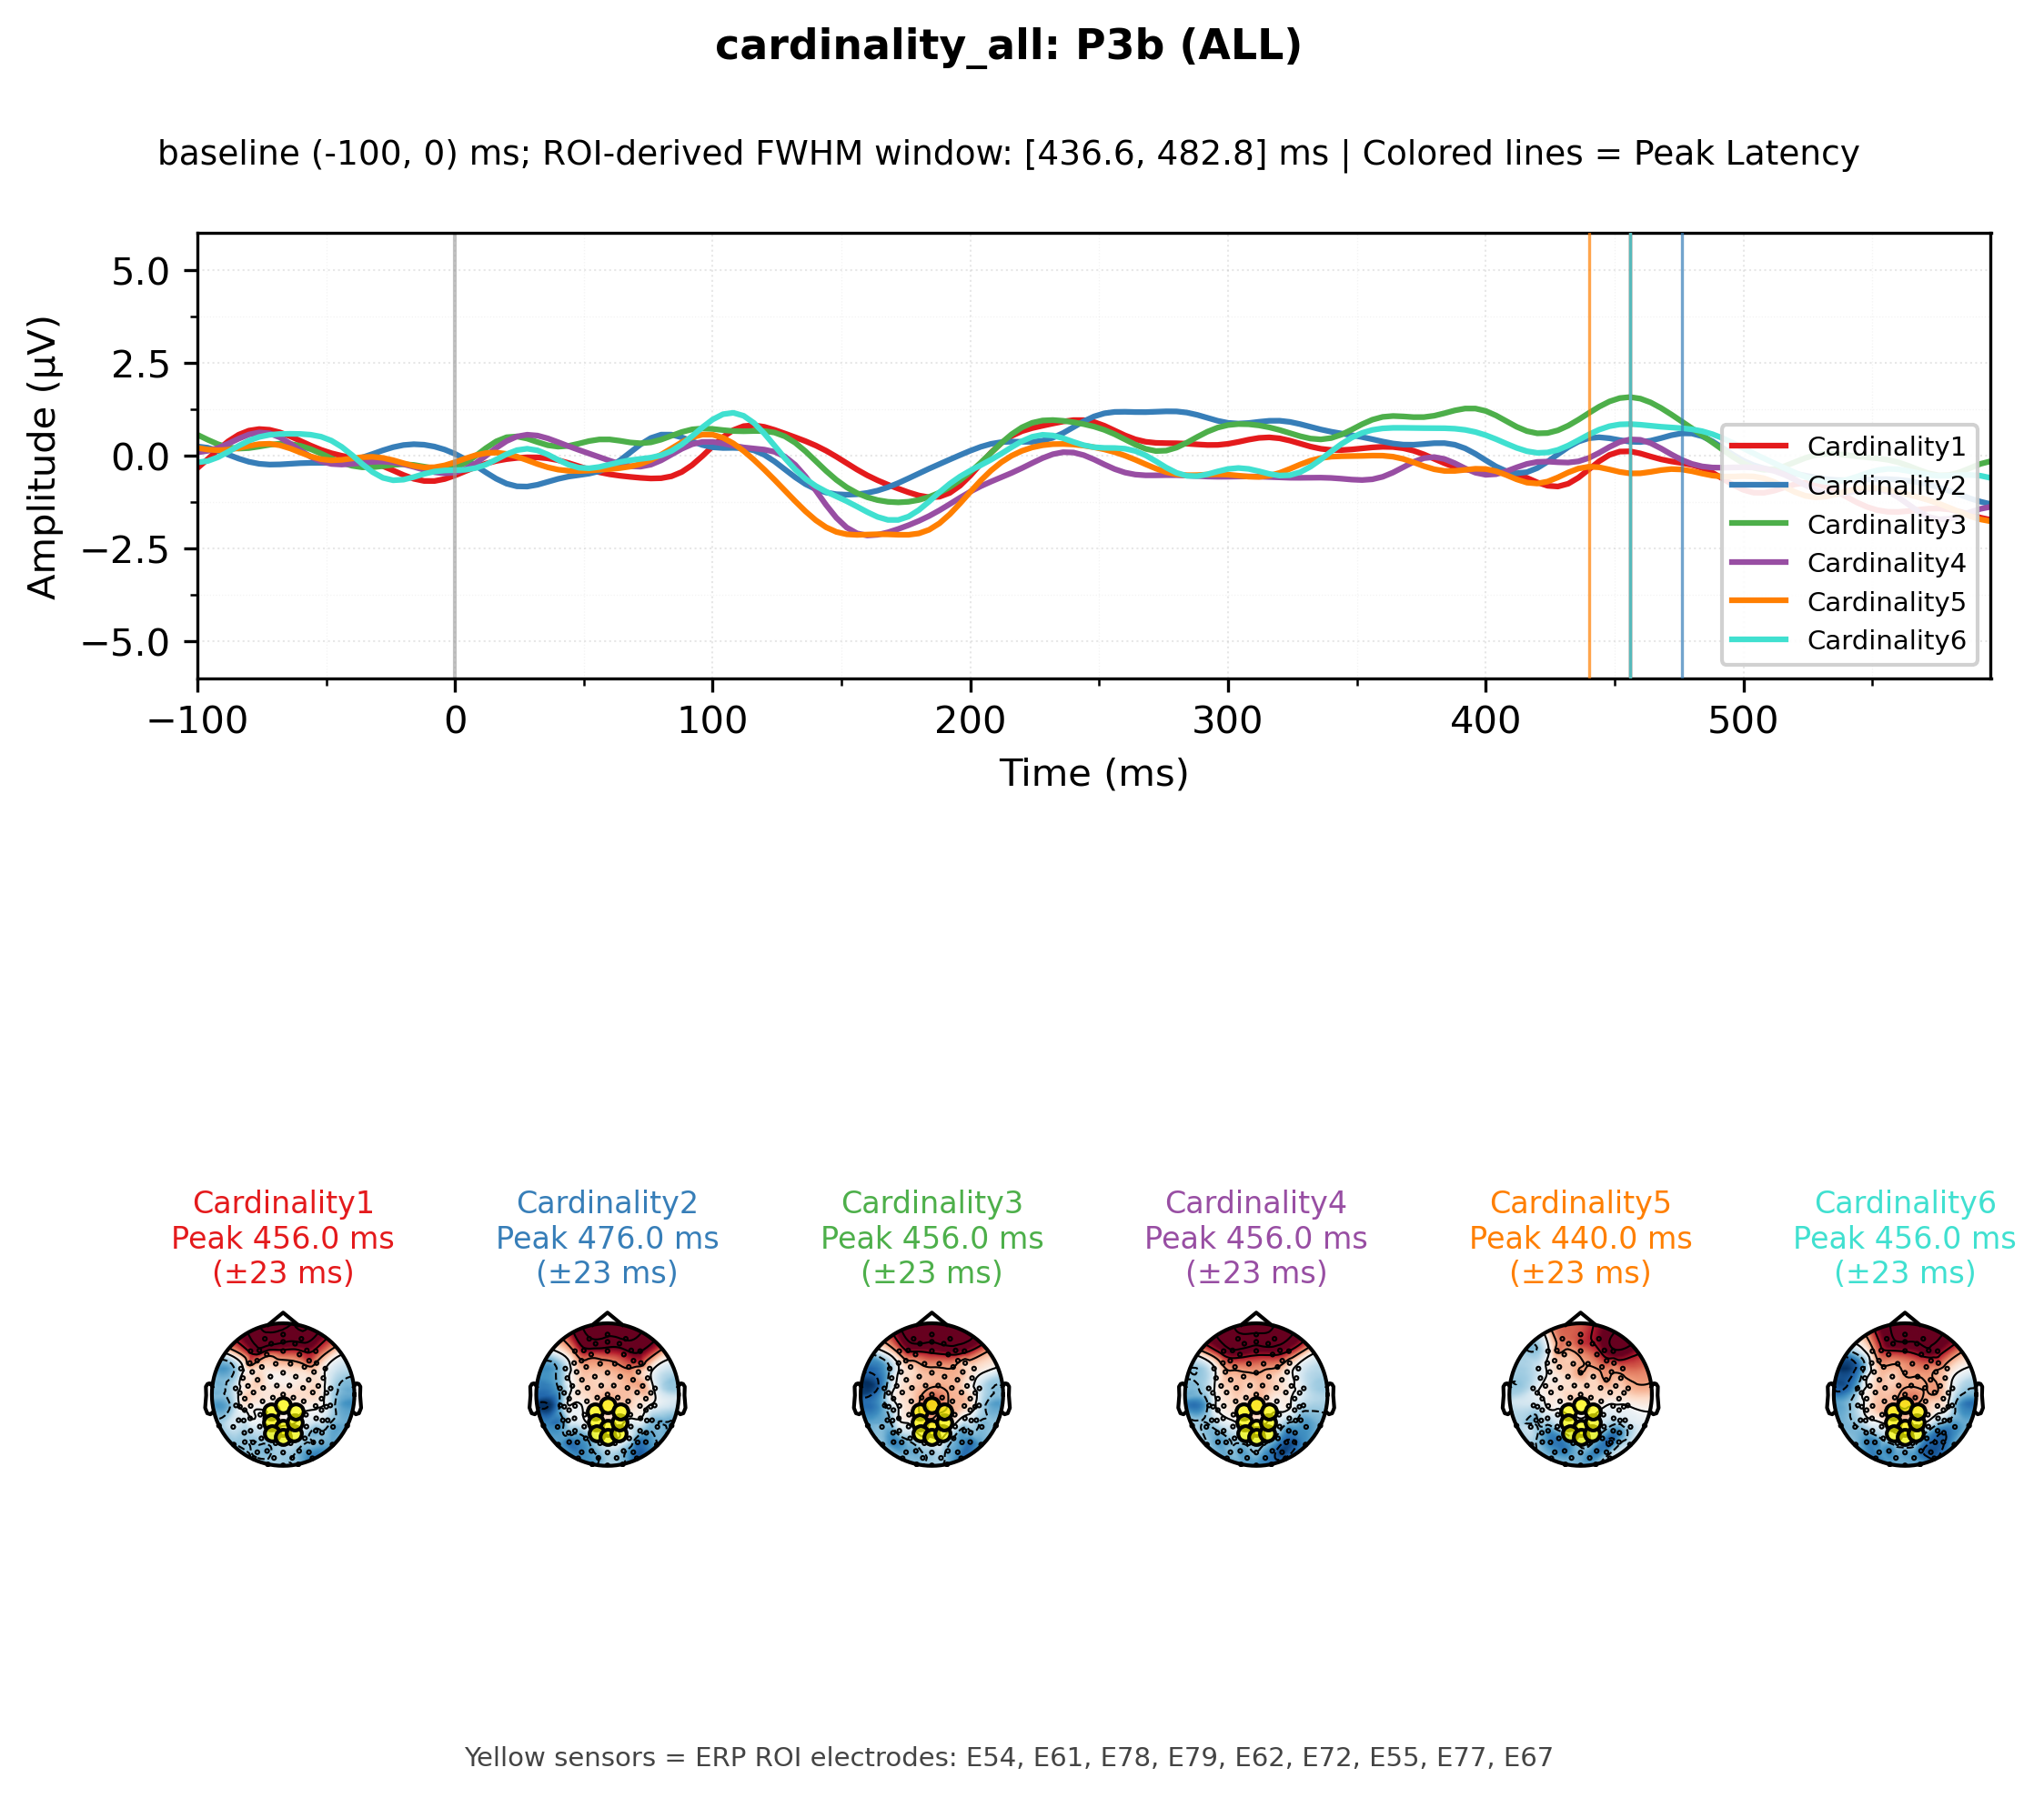 cardinality_all: P3b (ALL)
baseline (-100, 0) ms; ROI-derived FWHM window: [436.6, 482.8] ms | Colored lines = Peak Latency
Amplitude (µV)
5.0
2.5
0.0
−2.5
−5.0
Cardinality1
Cardinality2
Cardinality3
Cardinality4
Cardinality5
Cardinality6
−100 0 100 200 300 400 500
Time (ms)
Cardinality1 Cardinality2 Cardinality3 Cardinality4 Cardinality5 Cardinality6
Peak 456.0 ms Peak 476.0 ms Peak 456.0 ms Peak 456.0 ms Peak 440.0 ms Peak 456.0 ms
(±23 ms) (±23 ms) (±23 ms) (±23 ms) (±23 ms) (±23 ms)
Yellow sensors = ERP ROI electrodes: E54, E61, E78, E79, E62, E72, E55, E77, E67